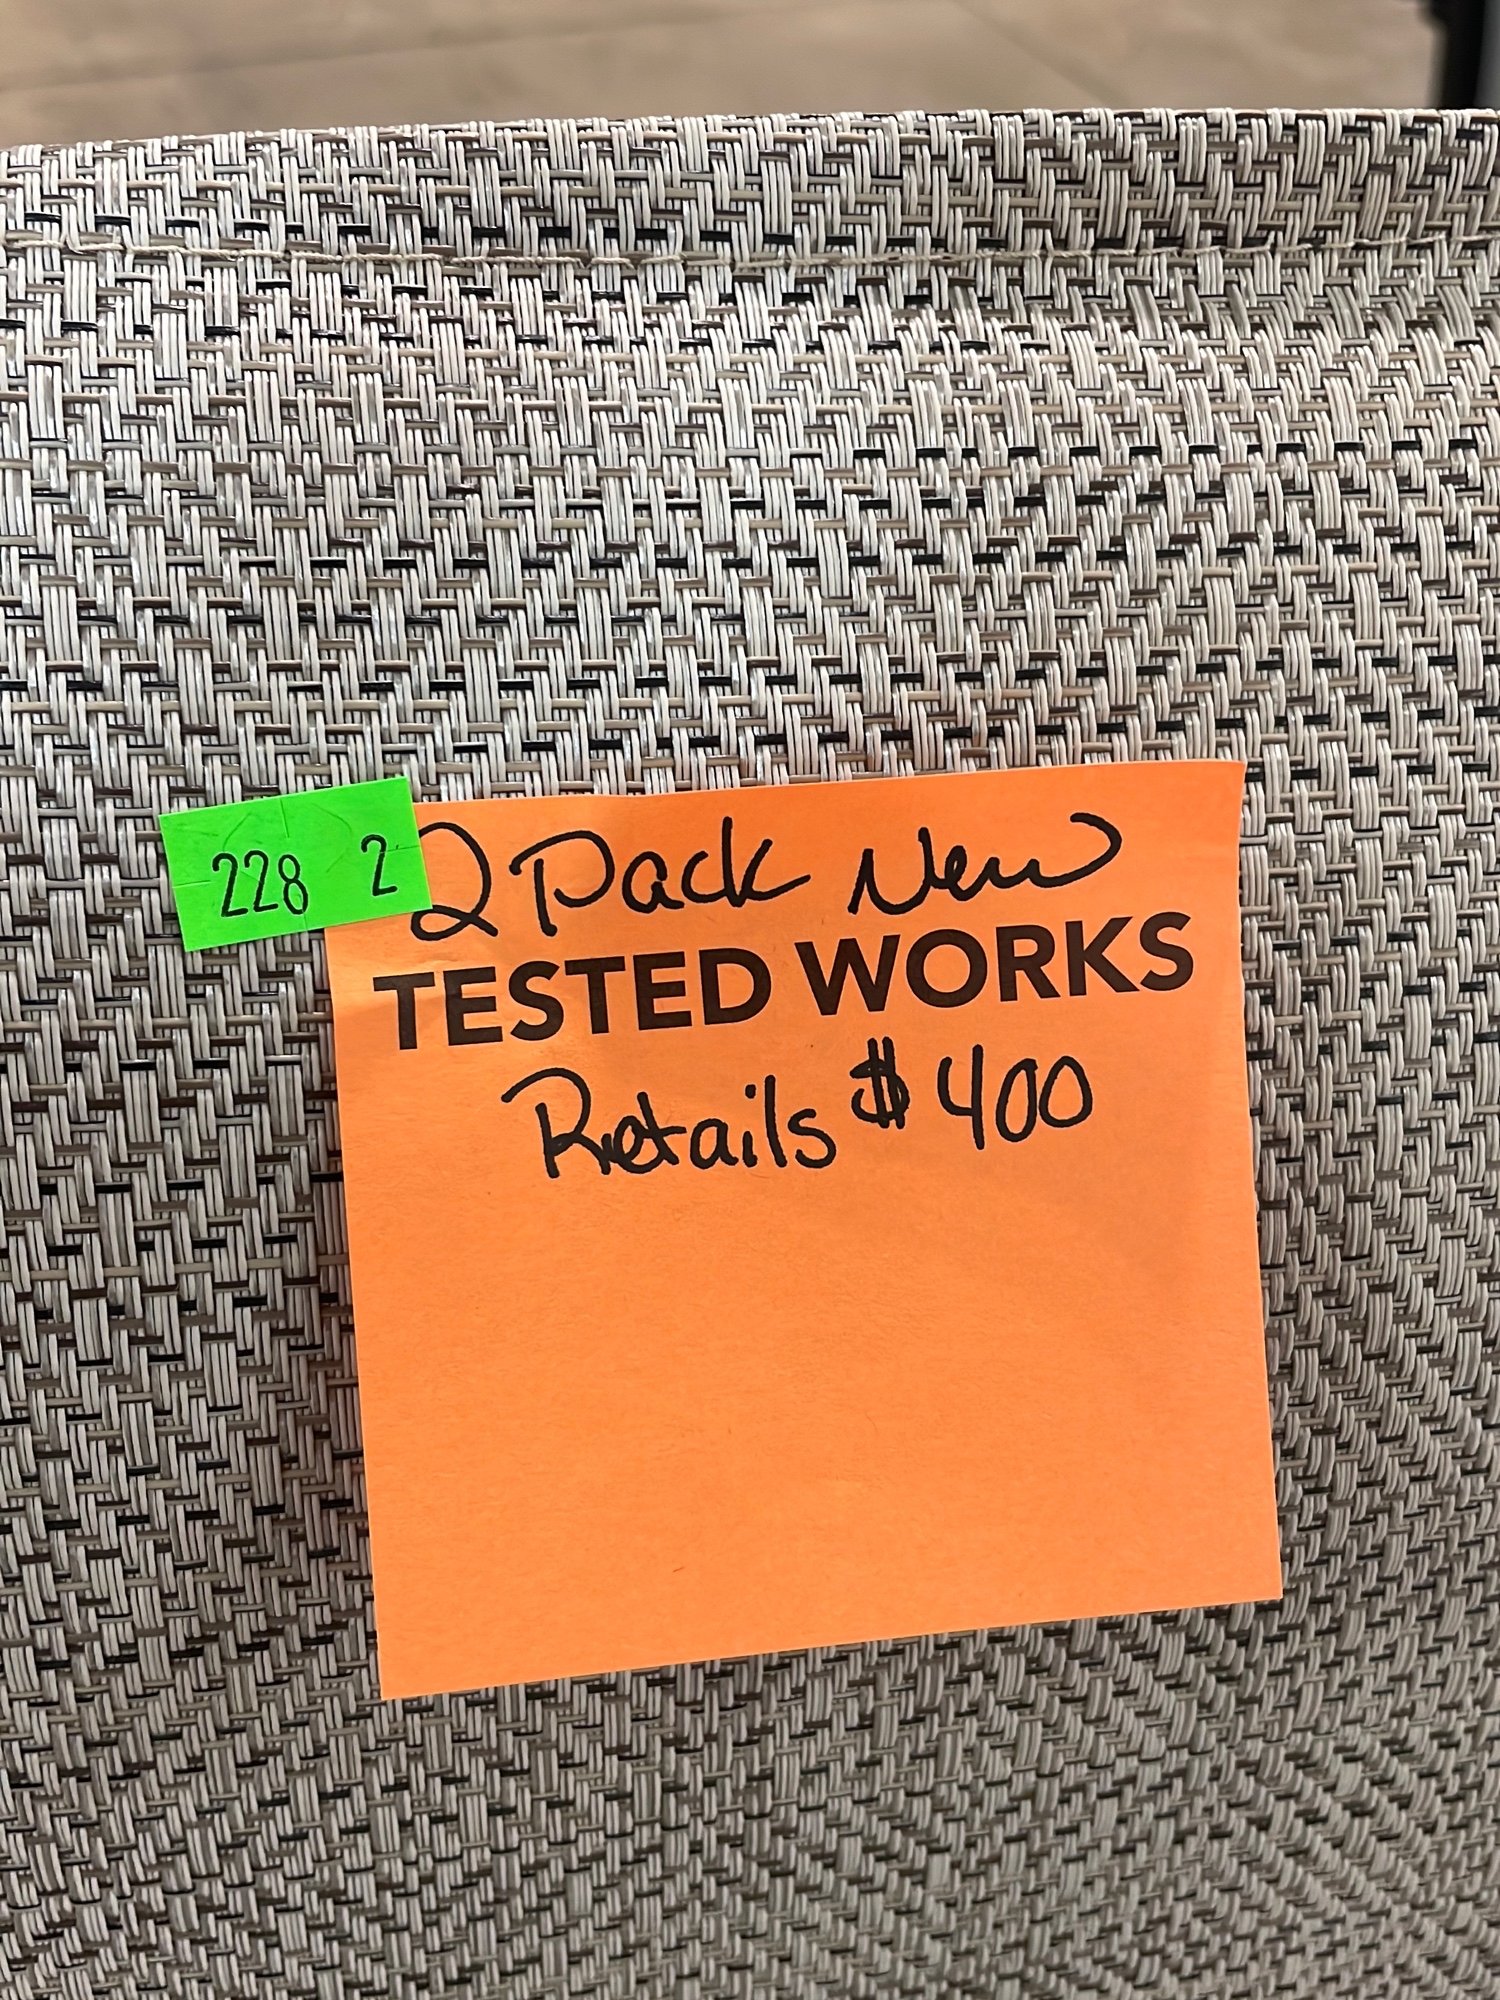 228 2
2 Pack New
TESTED WORKS
Retails $400